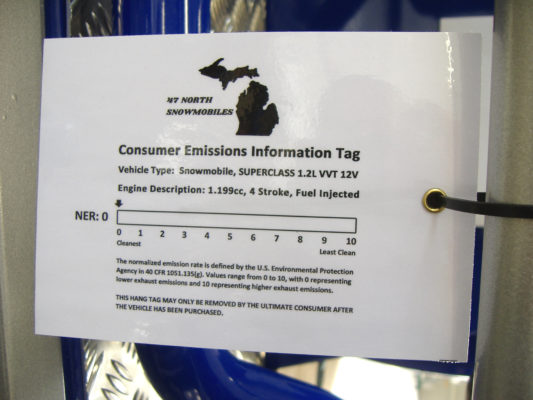 '47 NORTH
SNOWMOBILES
Consumer Emissions Information Tag
Vehicle Type: Snowmobile, SUPERCLASS 1.2L VVT 12V
Engine Description: 1.199cc, 4 Stroke, Fuel Injected
NER: 0
0 1 2 3 4 5 6 7 8 9 10
Cleanest Least Clean
The normalized emission rate is defined by the U.S. Environmental Protection
Agency in 40 CFR 1051.135(g). Values range from 0 to 10, with 0 representing
lower exhaust emissions and 10 representing higher exhaust emissions.
THIS HANG TAG MAY ONLY BE REMOVED BY THE ULTIMATE CONSUMER AFTER
THE VEHICLE HAS BEEN PURCHASED.